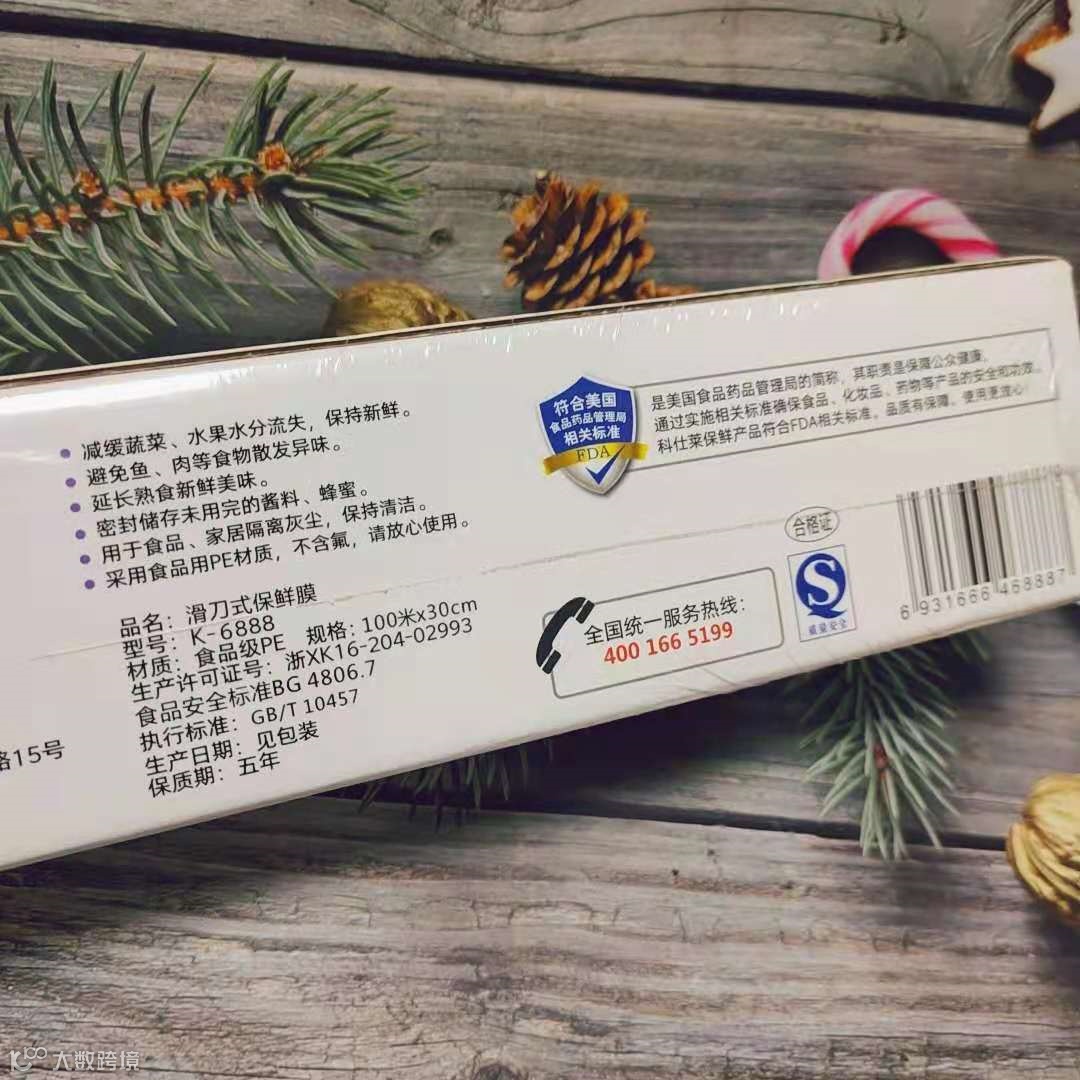 减缓蔬菜、水果水分流失，保持新鲜。
避免鱼、肉等食物散发异味。
延长熟食新鲜美味。
密封储存未用完的酱料、蜂蜜。
用于食品、家居隔离灰尘，保持清洁。
采用食品用PE材质，不含氟，请放心使用。
品名：滑刀式保鲜膜
型号：K-6888
材质：食品级PE 规格：100米x30cm
生产许可证号：浙XK16-204-02993
食品安全标准BG 4806.7
执行标准：GB/T 10457
生产日期：见包装
保质期：五年
路15号
符合美国
食品药品管理局
相关标准
FDA
是美国食品药品管理局的简称，其职责是保障公众健康，
通过实施相关标准确保食品、化妆品、药物等产品的安全和功效。
科仕莱保鲜产品符合FDA相关标准。品质有保障，使用更放心！
全国统一服务热线：
400 166 5199
合格证
质量安全
6 931666 468887
大数跨境